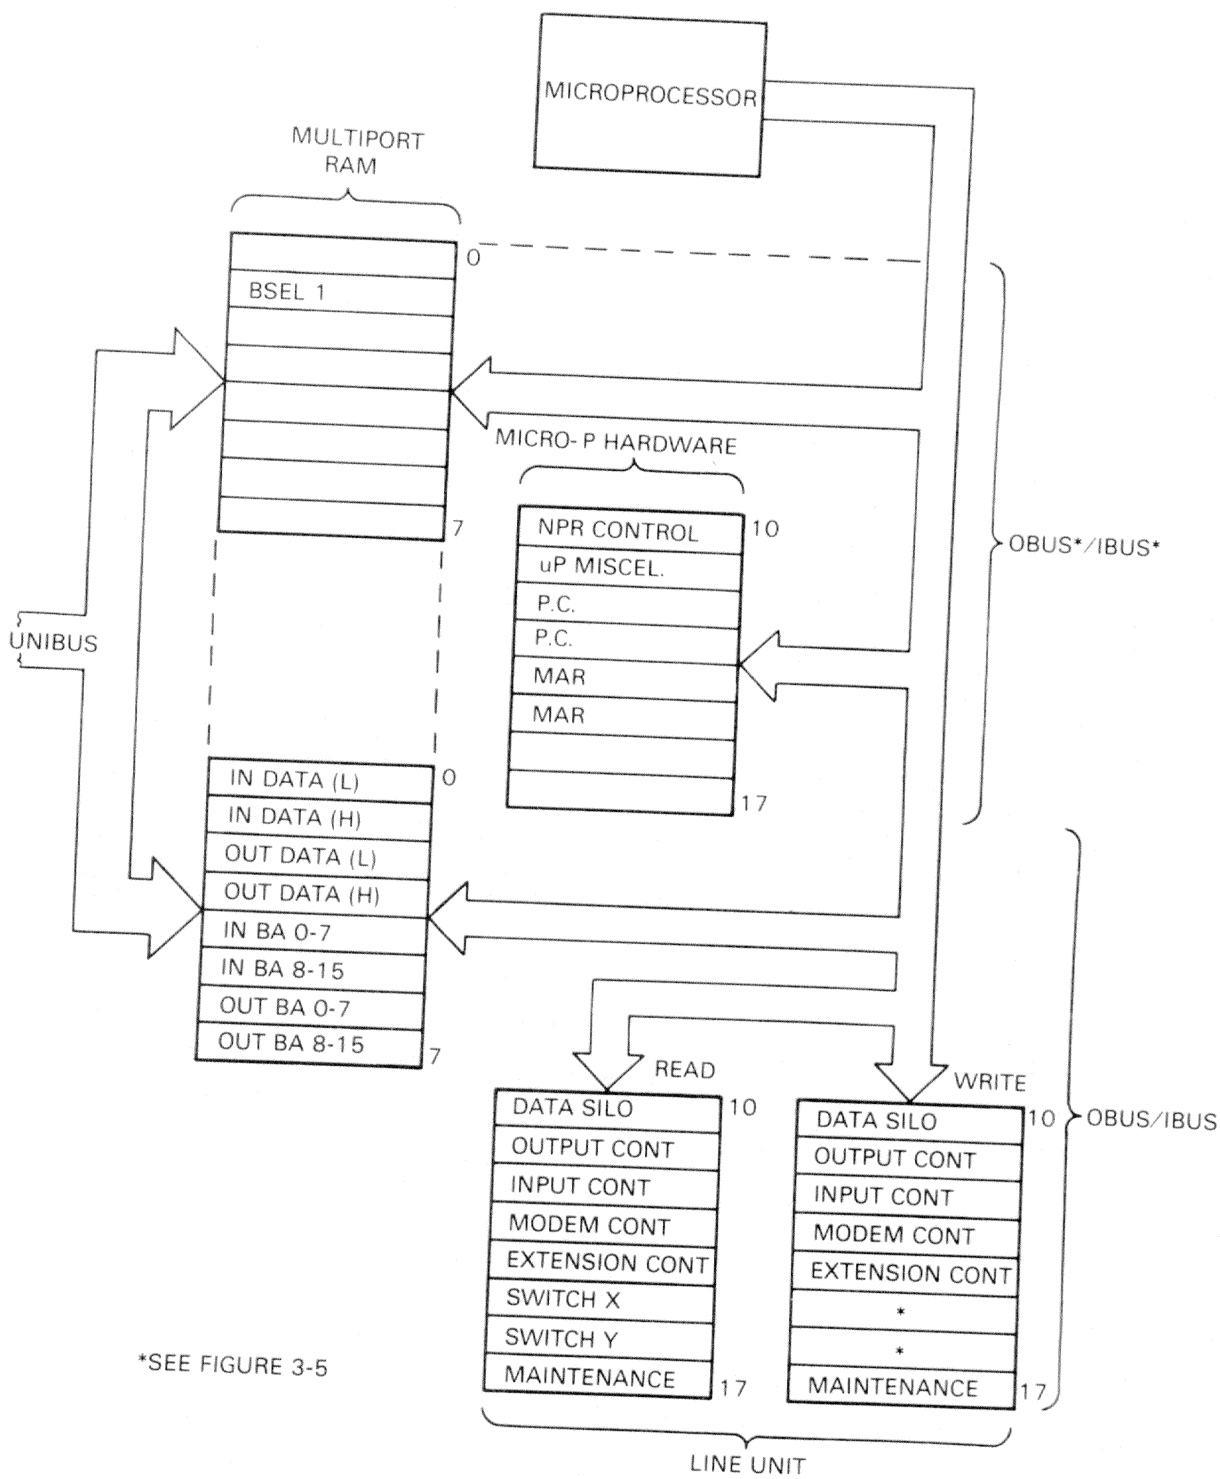 MICROPROCESSOR
MULTIPORT
RAM
0
BSEL 1
7
MICRO-P HARDWARE
NPR CONTROL
10
uP MISCEL.
P.C.
P.C.
MAR
MAR
17
OBUS*/IBUS*
UNIBUS
IN DATA (L)
0
IN DATA (H)
OUT DATA (L)
OUT DATA (H)
IN BA 0-7
IN BA 8-15
OUT BA 0-7
OUT BA 8-15
7
READ
DATA SILO
10
OUTPUT CONT
INPUT CONT
MODEM CONT
EXTENSION CONT
SWITCH X
SWITCH Y
MAINTENANCE
17
WRITE
DATA SILO
10
OUTPUT CONT
INPUT CONT
MODEM CONT
EXTENSION CONT
*
*
MAINTENANCE
17
OBUS/IBUS
LINE UNIT
*SEE FIGURE 3-5